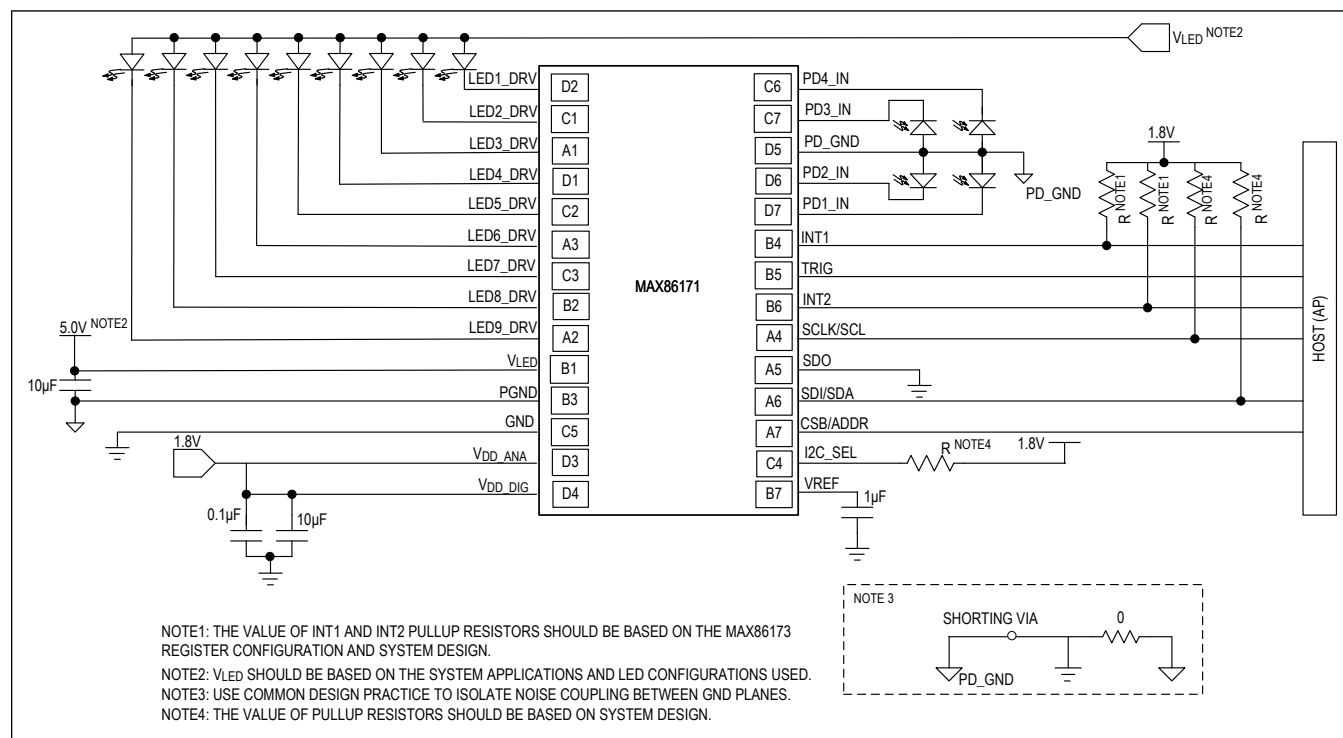 VLED NOTE2
LED1_DRV
D2
LED2_DRV
C1
LED3_DRV
A1
LED4_DRV
D1
LED5_DRV
C2
LED6_DRV
A3
LED7_DRV
C3
LED8_DRV
B2
LED9_DRV
A2
5.0V NOTE2
VLED
B1
10µF
PGND
B3
GND
C5
1.8V
VDD_ANA
D3
VDD_DIG
D4
0.1µF
10µF
MAX86171
C6
PD4_IN
C7
PD3_IN
D5
PD_GND
D6
PD2_IN
D7
PD1_IN
PD_GND
B4
INT1
B5
TRIG
B6
INT2
A4
SCLK/SCL
A5
SDO
A6
SDI/SDA
A7
CSB/ADDR
C4
I2C_SEL
R NOTE4
1.8V
B7
VREF
1µF
1.8V
R NOTE1
R NOTE1
R NOTE4
R NOTE4
HOST (AP)
NOTE 3
SHORTING VIA
0
PD_GND
NOTE1: THE VALUE OF INT1 AND INT2 PULLUP RESISTORS SHOULD BE BASED ON THE MAX86173
REGISTER CONFIGURATION AND SYSTEM DESIGN.
NOTE2: VLED SHOULD BE BASED ON THE SYSTEM APPLICATIONS AND LED CONFIGURATIONS USED.
NOTE3: USE COMMON DESIGN PRACTICE TO ISOLATE NOISE COUPLING BETWEEN GND PLANES.
NOTE4: THE VALUE OF PULLUP RESISTORS SHOULD BE BASED ON SYSTEM DESIGN.